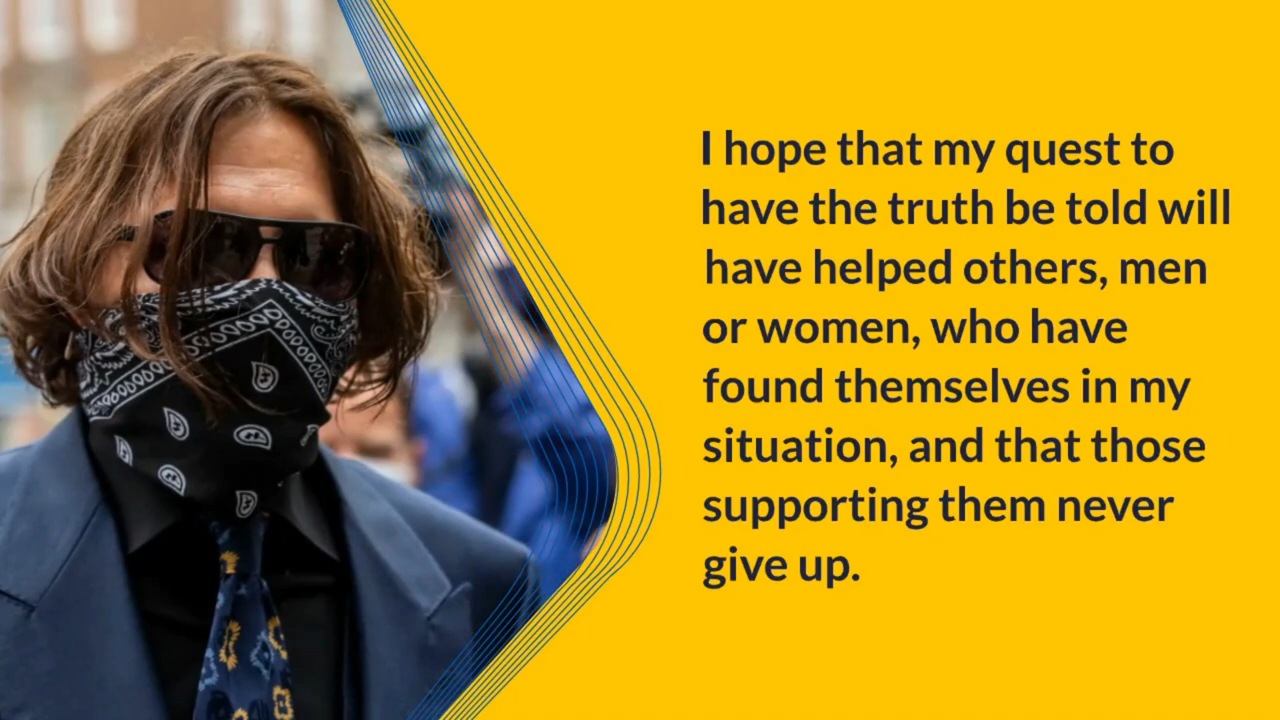 I hope that my quest to
have the truth be told will
have helped others, men
or women, who have
found themselves in my
situation, and that those
supporting them never
give up.